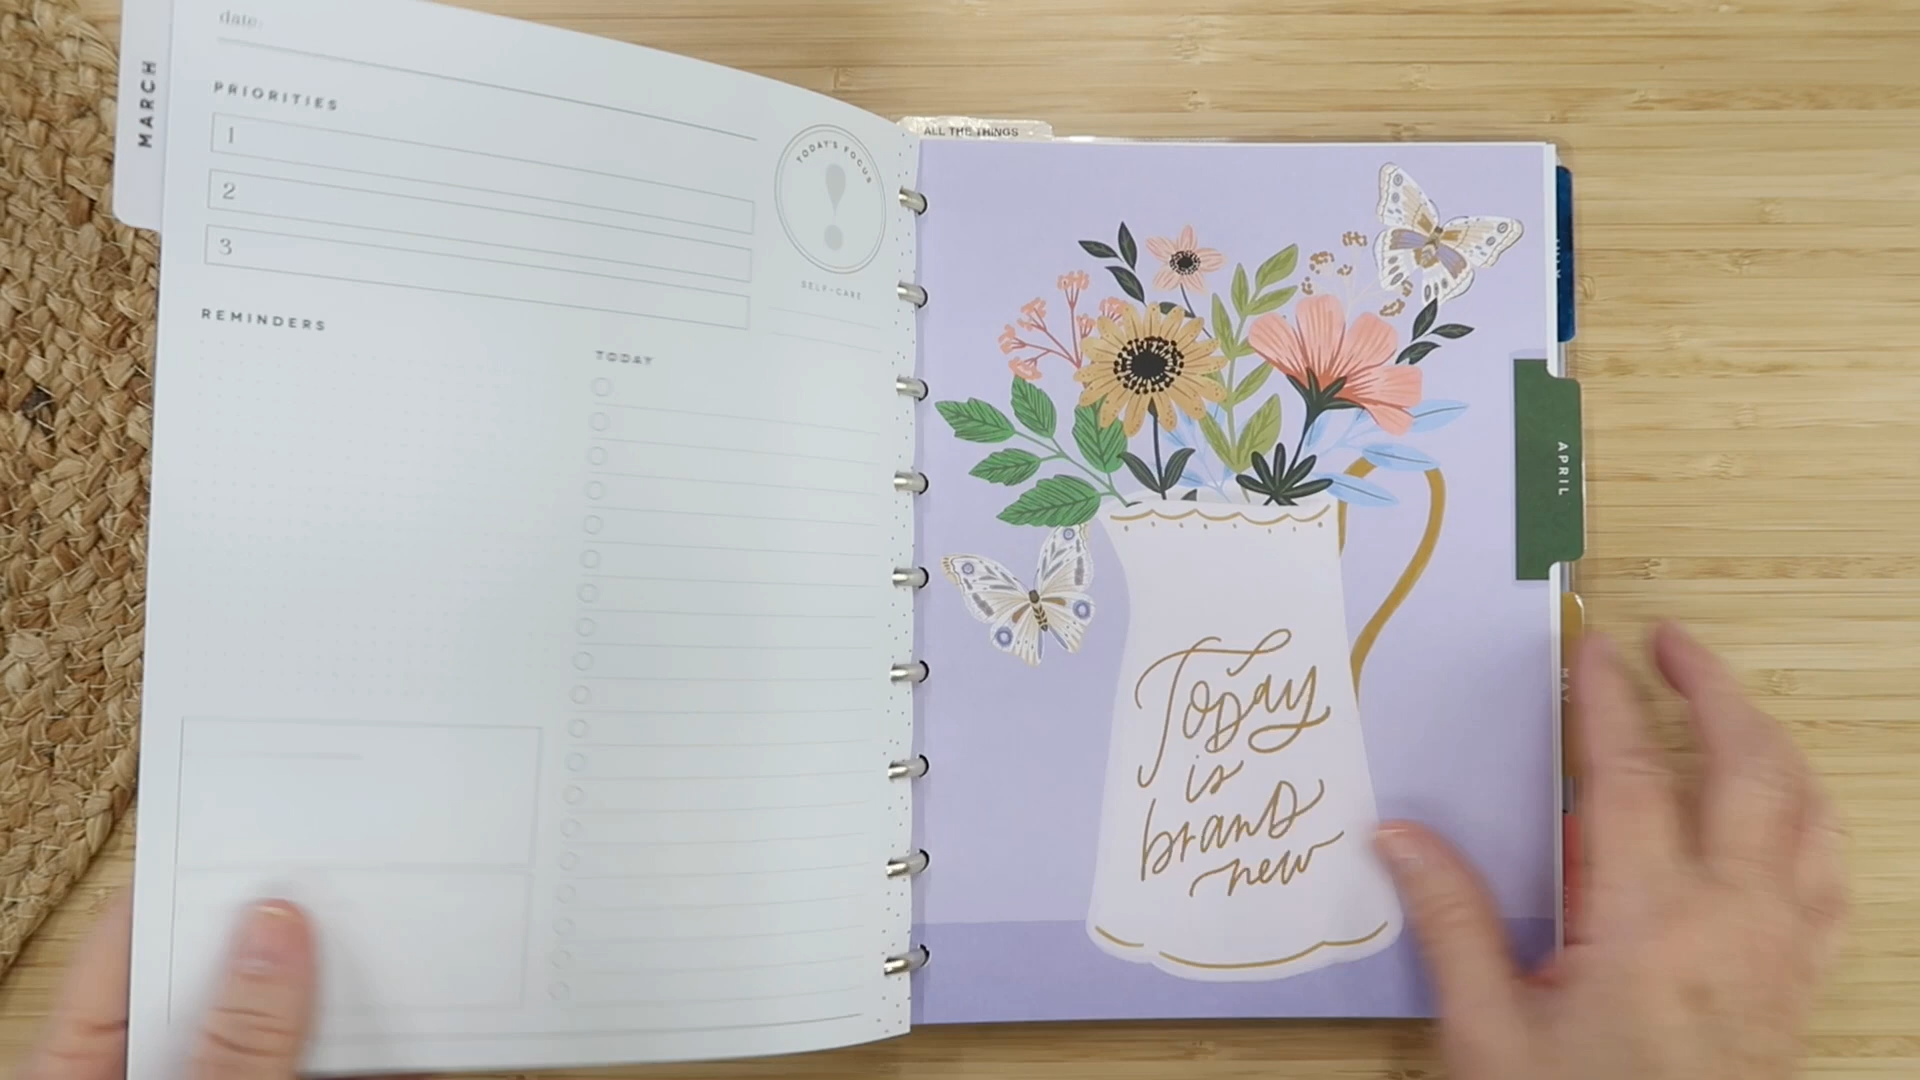 date:
MARCH
PRIORITIES
1
2
3
TODAY'S FOCUS
!
SELF-CARE
REMINDERS
TODAY
ALL THE THINGS
Today
is
brand
new
APRIL
MAY